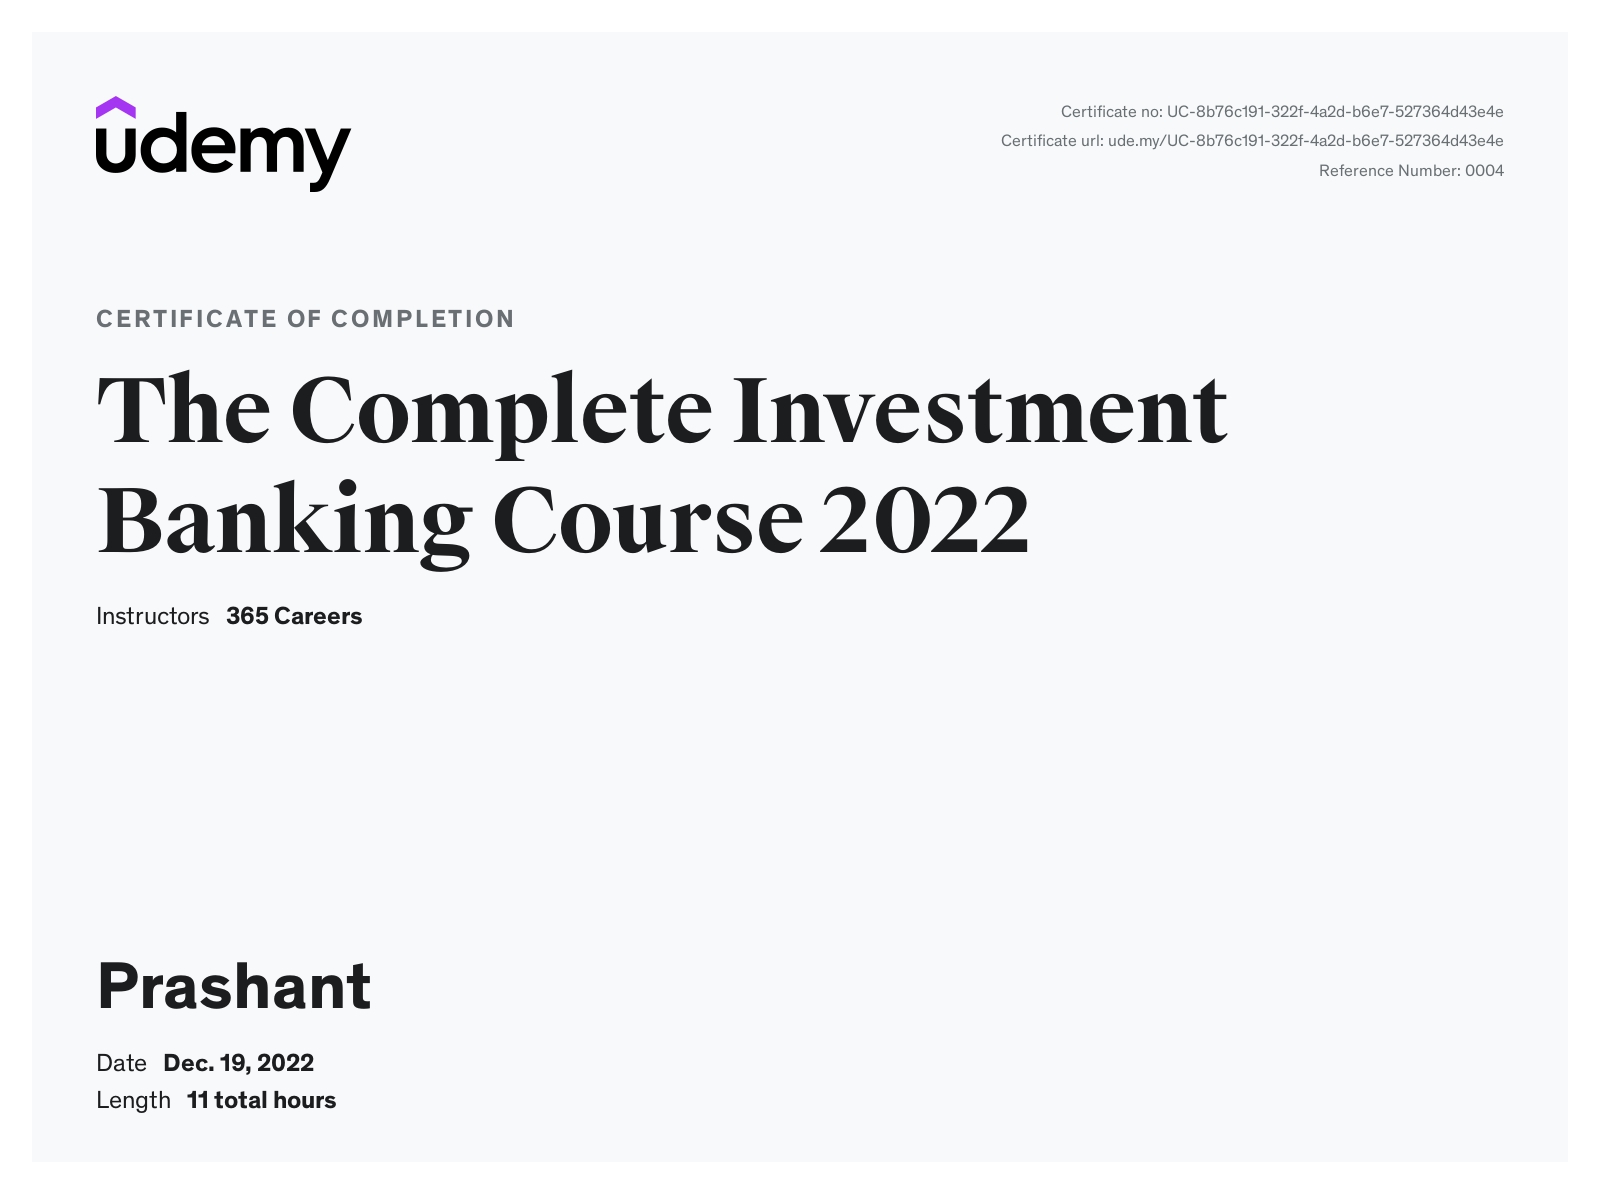 udemy
Certificate no: UC-8b76c191-322f-4a2d-b6e7-527364d43e4e
Certificate url: ude.my/UC-8b76c191-322f-4a2d-b6e7-527364d43e4e
Reference Number: 0004
CERTIFICATE OF COMPLETION
The Complete Investment
Banking Course 2022
Instructors 365 Careers
Prashant
Date Dec. 19, 2022
Length 11 total hours